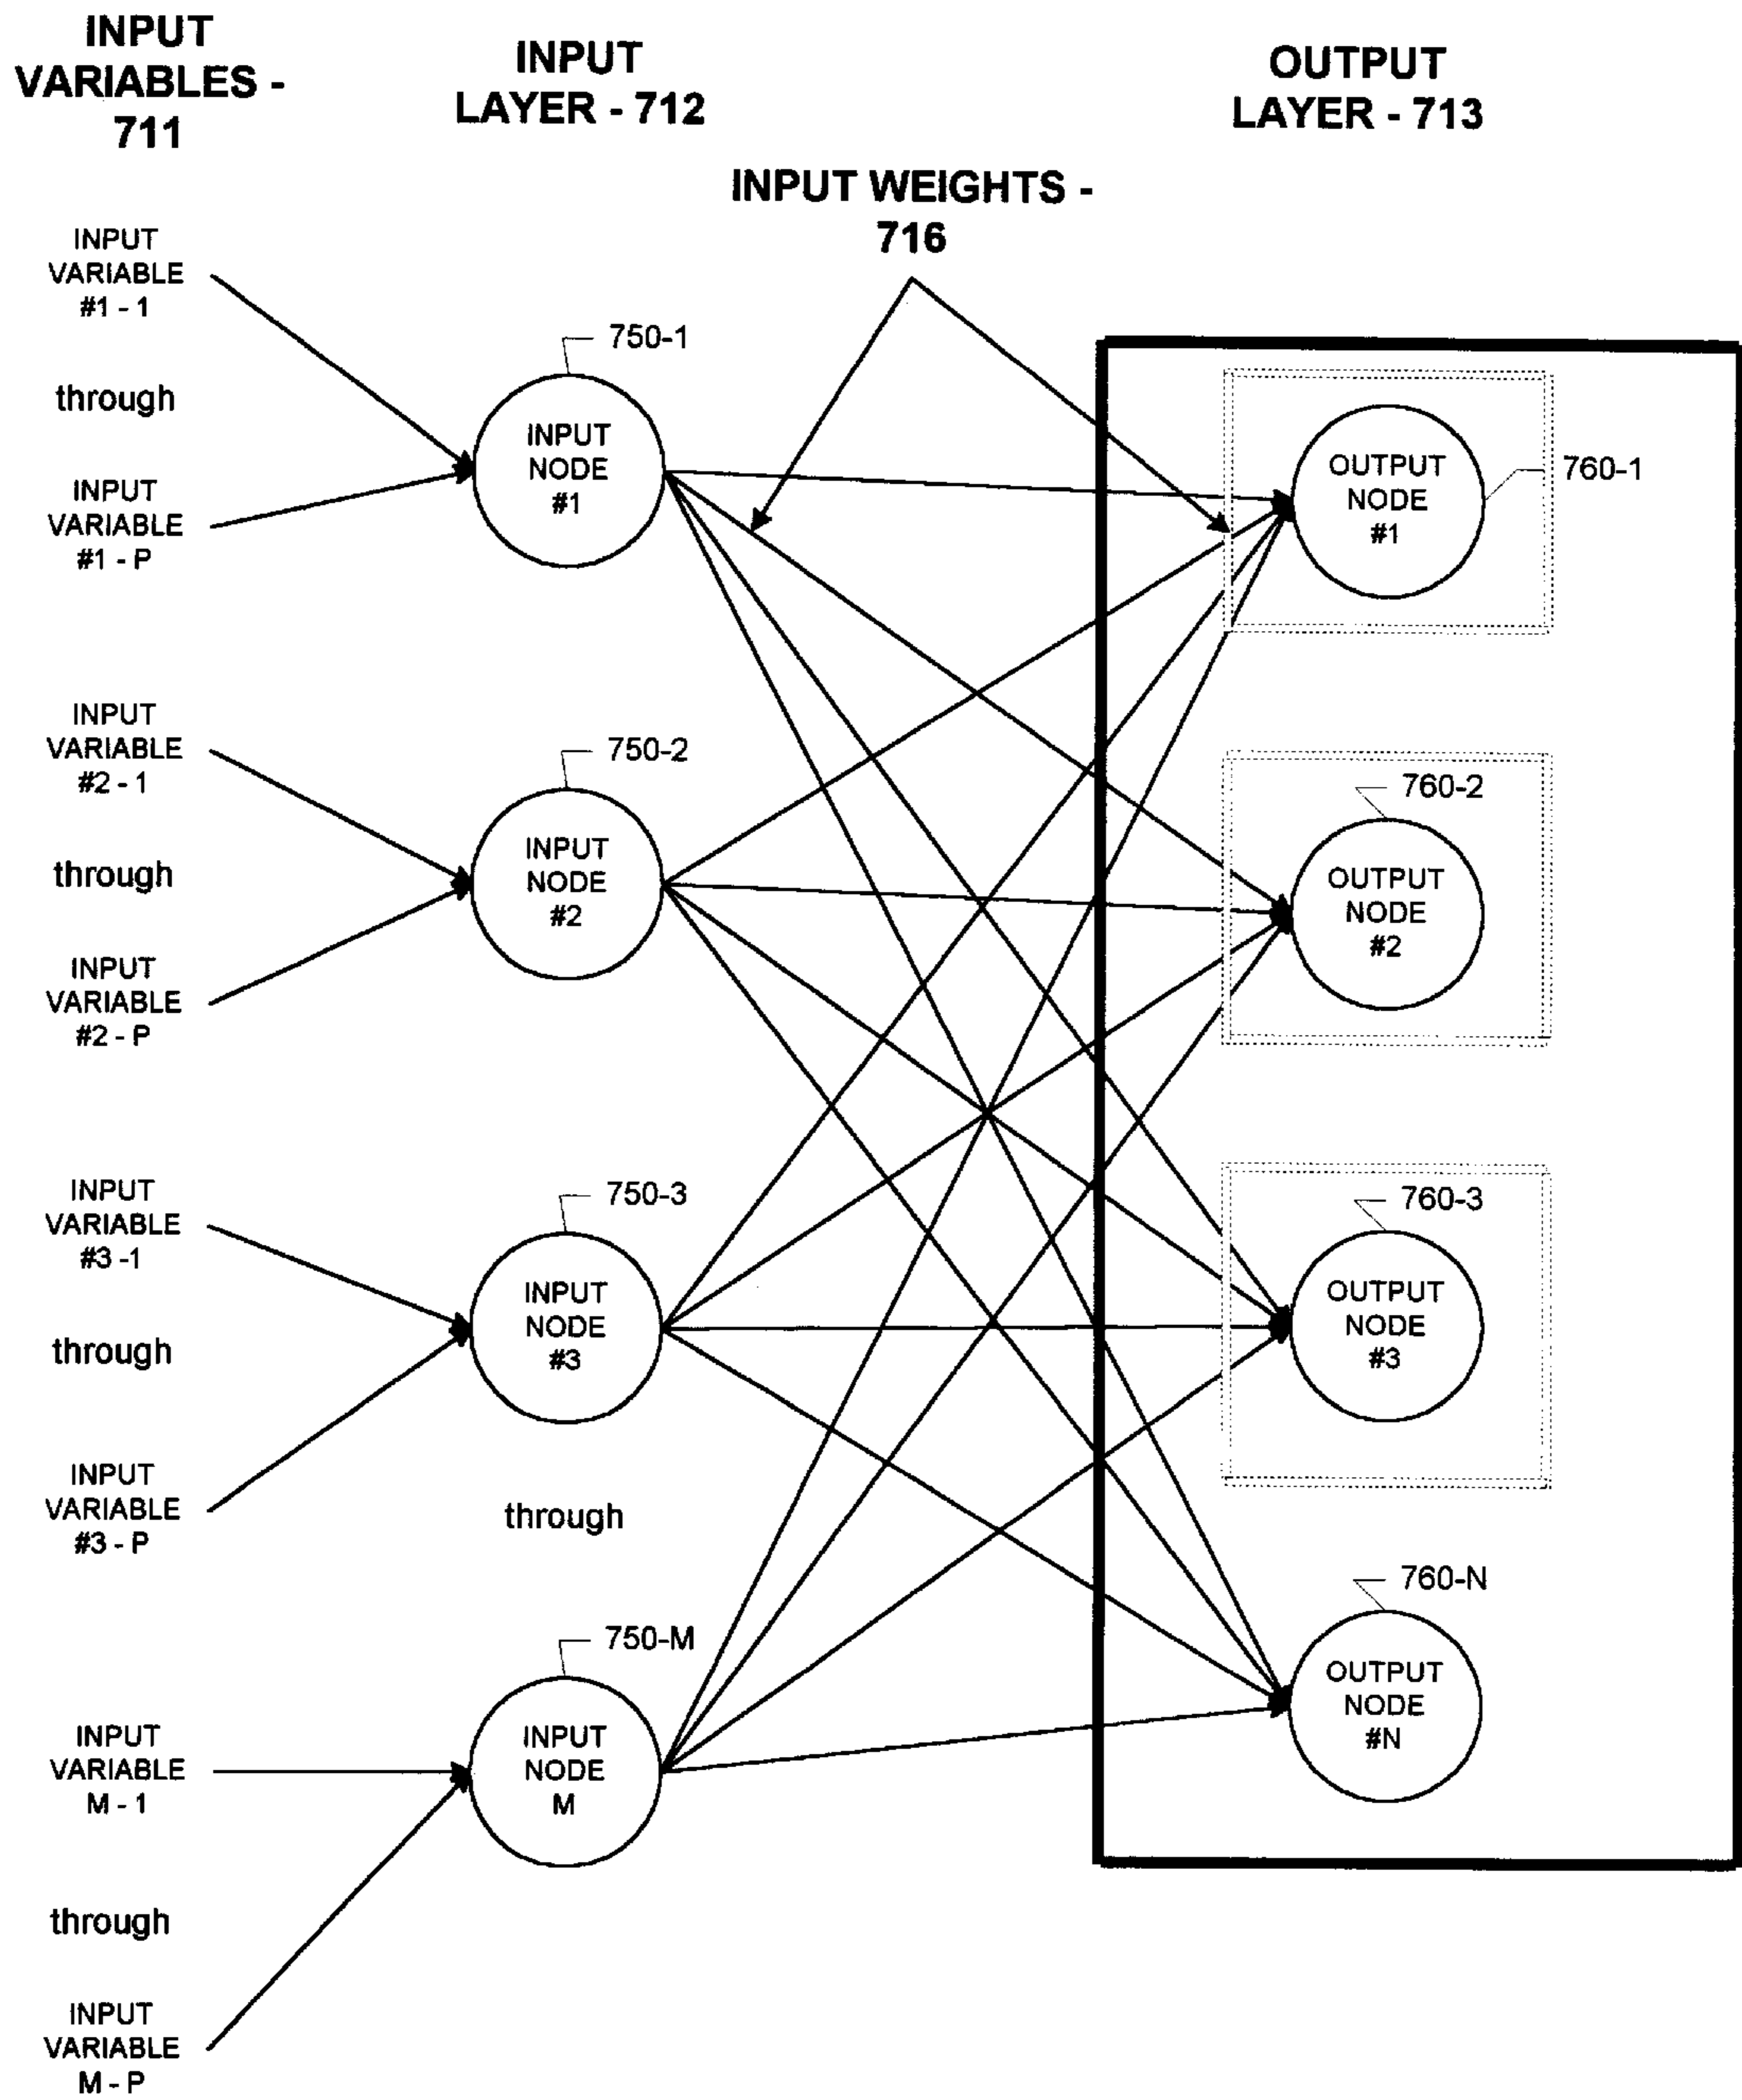 INPUT
VARIABLES -
711
INPUT
LAYER - 712
OUTPUT
LAYER - 713
INPUT WEIGHTS -
716
INPUT
VARIABLE
#1 - 1
through
INPUT
VARIABLE
#1 - P
INPUT
VARIABLE
#2 - 1
through
INPUT
VARIABLE
#2 - P
INPUT
VARIABLE
#3 -1
through
INPUT
VARIABLE
#3 - P
INPUT
VARIABLE
M - 1
through
INPUT
VARIABLE
M - P
750-1
INPUT
NODE
#1
750-2
INPUT
NODE
#2
750-3
INPUT
NODE
#3
through
750-M
INPUT
NODE
M
OUTPUT
NODE
#1
760-1
760-2
OUTPUT
NODE
#2
760-3
OUTPUT
NODE
#3
760-N
OUTPUT
NODE
#N